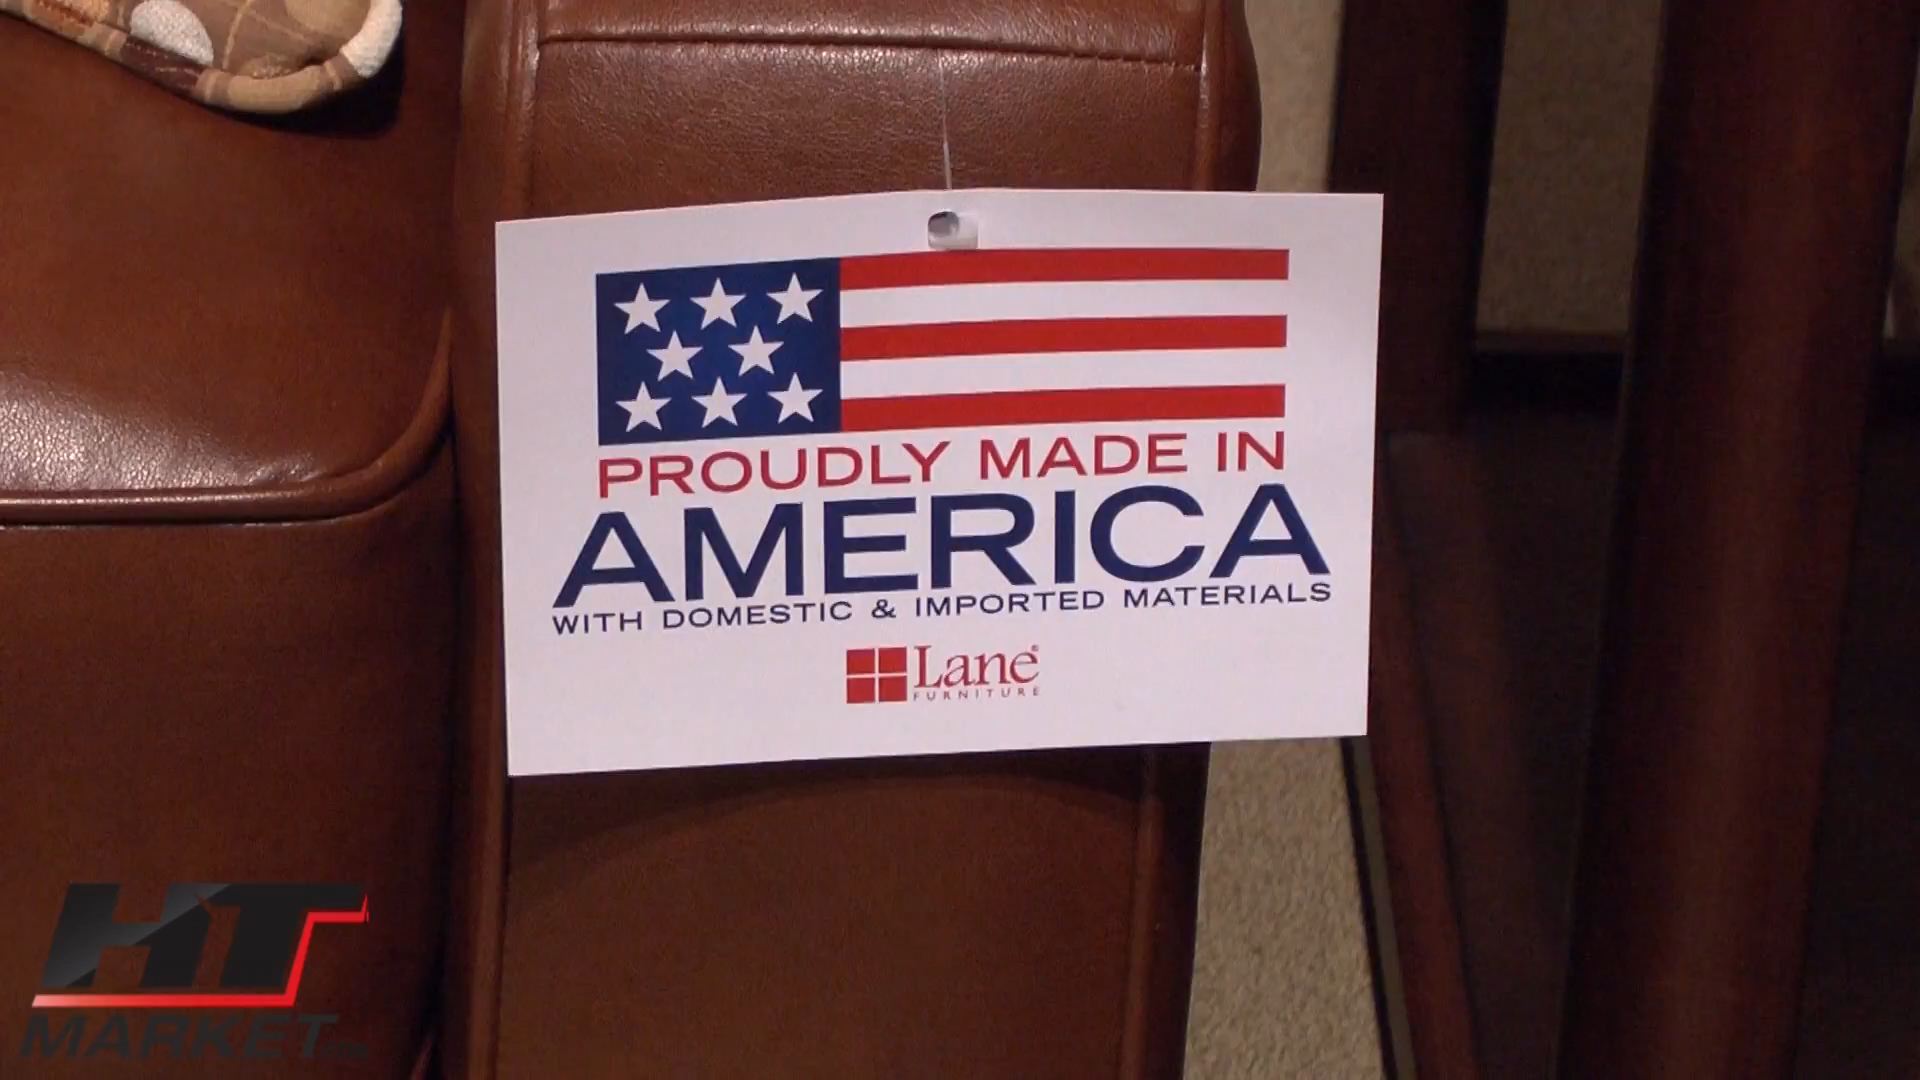 PROUDLY MADE IN
AMERICA
WITH DOMESTIC & IMPORTED MATERIALS
Lane®
FURNITURE
HT
MARKET